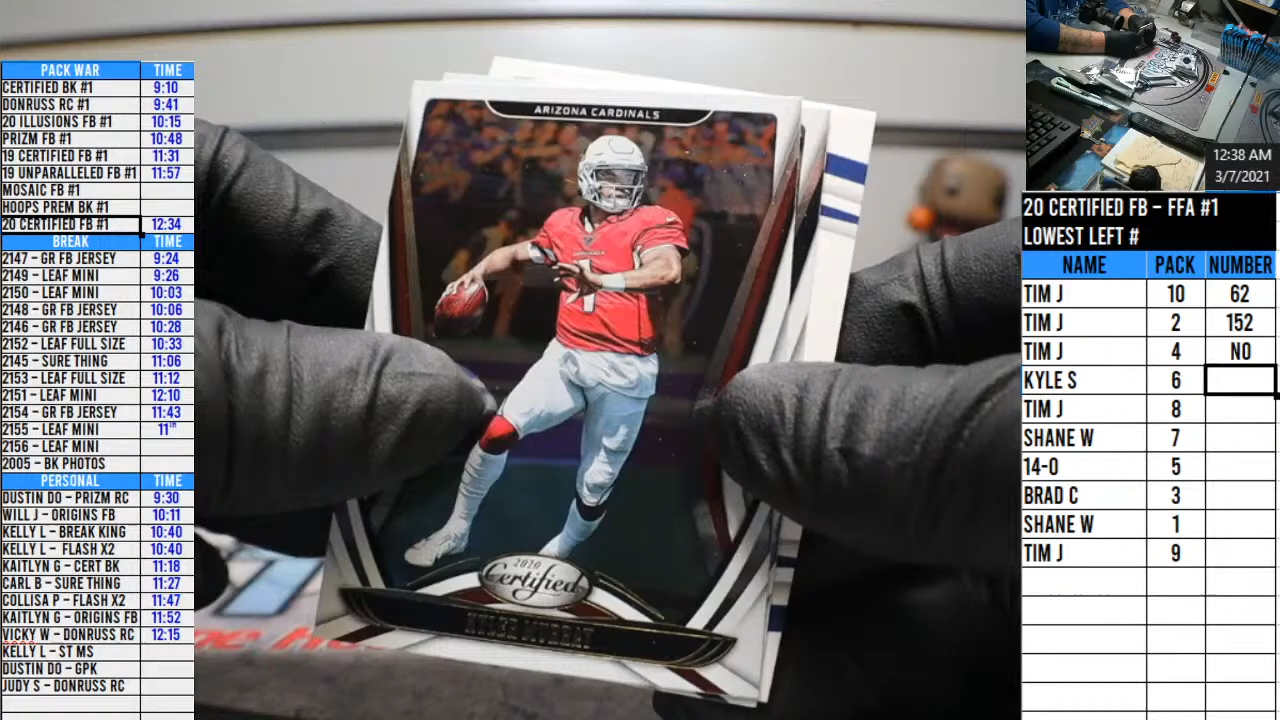 PACK WAR TIME
CERTIFIED BK #1 9:10
DONRUSS RC #1 9:41
20 ILLUSIONS FB #1 10:15
PRIZM FB #1 10:48
19 CERTIFIED FB #1 11:31
19 UNPARALLELED FB #1 11:57
MOSAIC FB #1
HOOPS PREM BK #1
20 CERTIFIED FB #1 12:34
BREAK TIME
2147 - GR FB JERSEY 9:24
2149 - LEAF MINI 9:26
2150 - LEAF MINI 10:03
2148 - GR FB JERSEY 10:06
2146 - GR FB JERSEY 10:28
2152 - LEAF FULL SIZE 10:33
2145 - SURE THING 11:06
2153 - LEAF FULL SIZE 11:12
2151 - LEAF MINI 12:10
2154 - GR FB JERSEY 11:43
2155 - LEAF MINI 11TH
2156 - LEAF MINI
2005 - BK PHOTOS
PERSONAL TIME
DUSTIN DO - PRIZM RC 9:30
WILL J - ORIGINS FB 10:11
KELLY L - BREAK KING 10:40
KELLY L - FLASH X2 10:40
KAITLYN G - CERT BK 11:18
CARL B - SURE THING 11:27
COLLISA P - FLASH X2 11:47
KAITLYN G - ORIGINS FB 11:52
VICKY W - DONRUSS RC 12:15
KELLY L - ST MS
DUSTIN DO - GPK
JUDY S - DONRUSS RC
ARIZONA CARDINALS
CARDINALS
1
2020
Certified
KYLER MURRAY
12:38 AM
3/7/2021
20 CERTIFIED FB - FFA #1
LOWEST LEFT #
NAME PACK NUMBER
TIM J 10 62
TIM J 2 152
TIM J 4 NO
KYLE S 6
TIM J 8
SHANE W 7
14-0 5
BRAD C 3
SHANE W 1
TIM J 9